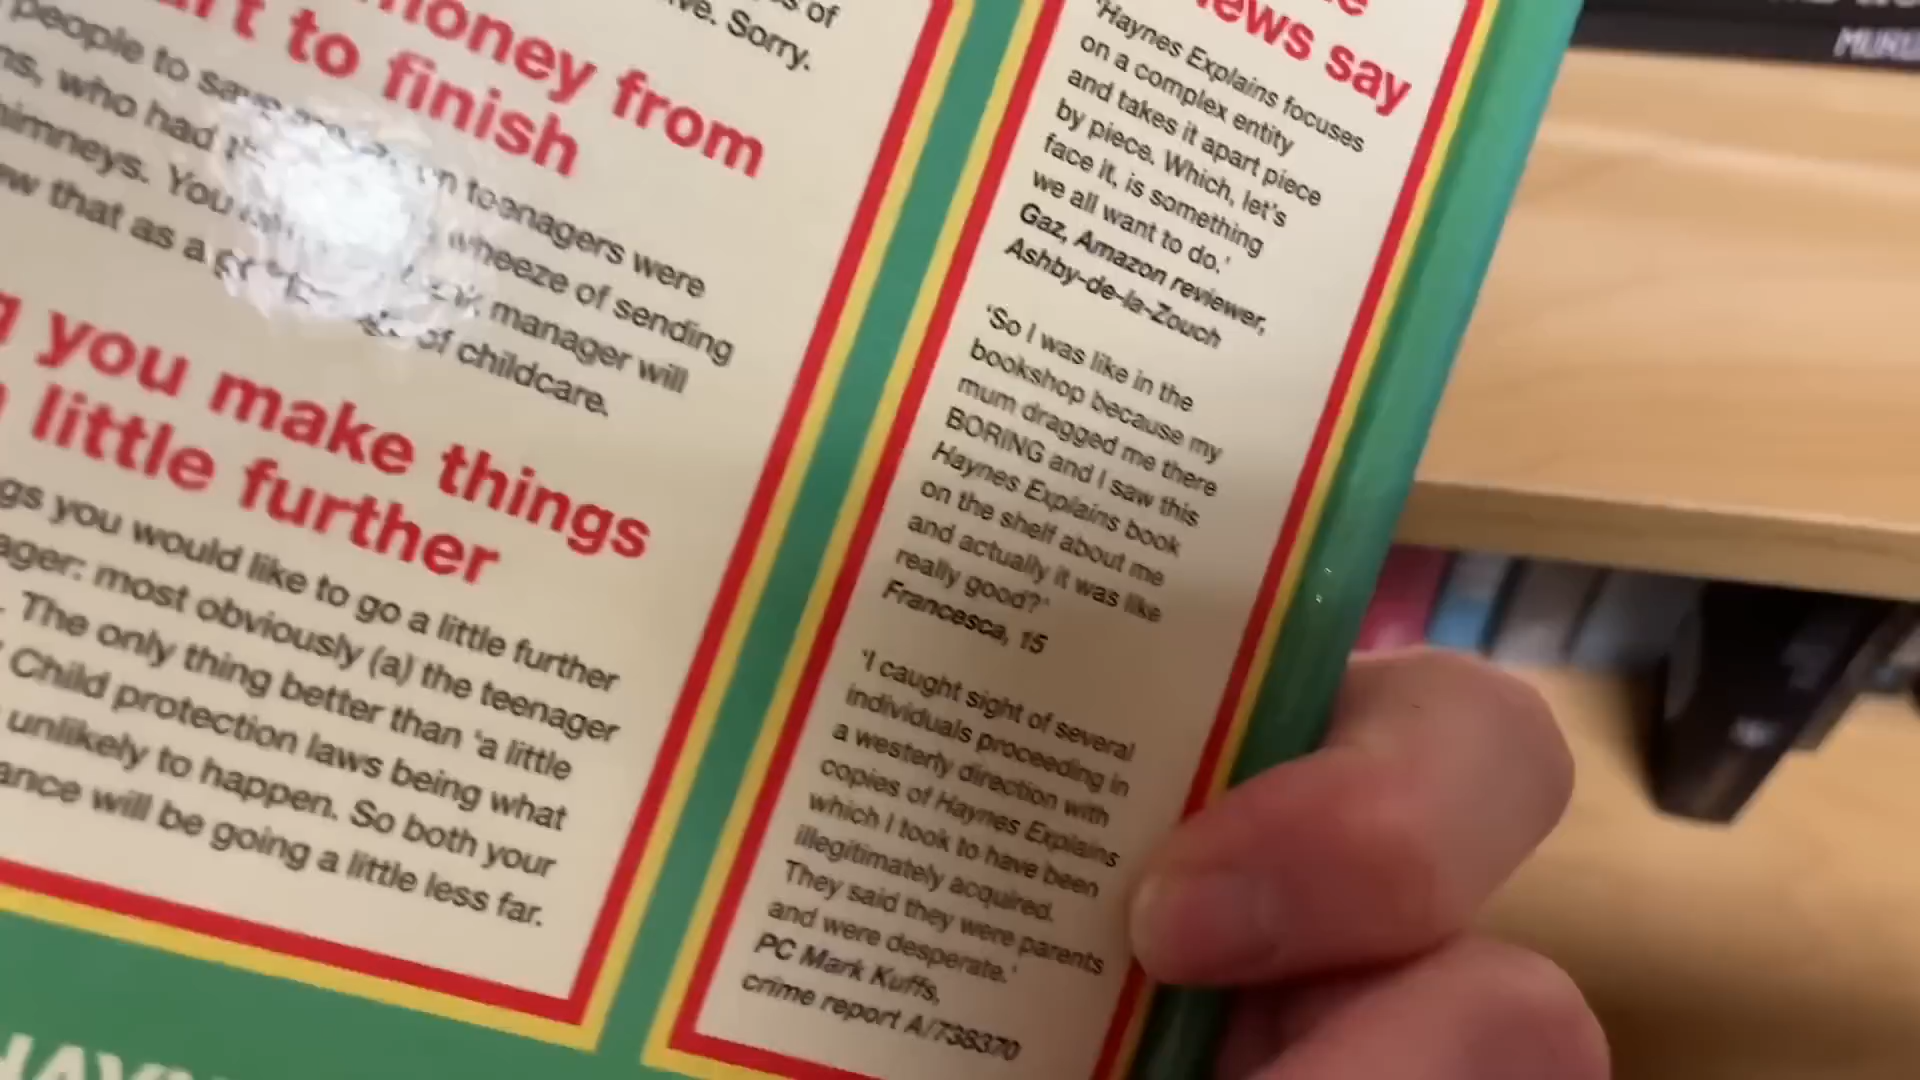 s of
ve. Sorry.
money from
rt to finish
people to save
teenagers were
ns, who had
wheeze of sending
himneys. You
manager will
ew that as a
of childcare.
g you make things
little further
gs you would like to go a little further
ager: most obviously (a) the teenager
. The only thing better than ‘a little
Child protection laws being what
unlikely to happen. So both your
ance will be going a little less far.
HAYN
ews say
‘Haynes Explains focuses
on a complex entity
and takes it apart piece
by piece. Which, let’s
face it, is something
we all want to do.’
Gaz, Amazon reviewer,
Ashby-de-la-Zouch
‘So I was like in the
bookshop because my
mum dragged me there
BORING and I saw this
Haynes Explains book
on the shelf about me
and actually it was like
really good?’
Francesca, 15
‘I caught sight of several
individuals proceeding in
a westerly direction with
copies of Haynes Explains
which I took to have been
illegitimately acquired.
They said they were parents
and were desperate.’
PC Mark Kuffs,
crime report A/738370